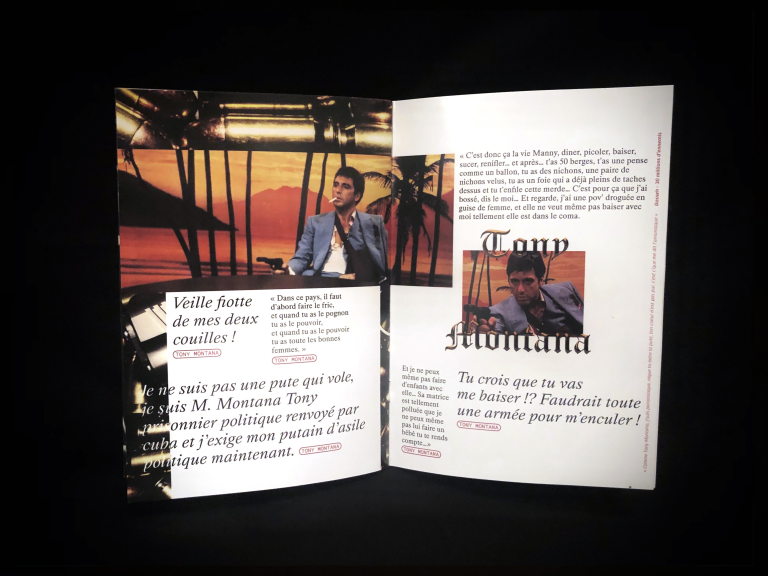 Veille fiotte
de mes deux
couilles !
TONY MONTANA
« Dans ce pays, il faut
d'abord faire le fric,
et quand tu as le pognon
tu as le pouvoir,
et quand tu as le pouvoir
tu as toute les bonnes
femmes. »
TONY MONTANA
Je ne suis pas une pute qui vole,
je suis M. Montana Tony
prisonnier politique renvoyé par
cuba et j'exige mon putain d'asile
politique maintenant. TONY MONTANA
« C'est donc ça la vie Manny, diner, picoler, baiser,
sucer, renifler... et après... t'as 50 berges, t'as une pense
comme un ballon, tu as des nichons, une paire de
nichons velus, tu as un foie qui a déjà pleins de taches
dessus et tu t'enfile cette merde... C'est pour ça que j'ai
bossé, dis le moi... Et regarde, j'ai une pov' droguée en
guise de femme, et elle ne veut même pas baiser avec
moi tellement elle est dans le coma.
Tony
Montana
Et je ne peux
même pas faire
d'enfants avec
elle... Sa matrice
est tellement
polluée que je
ne peux même
pas lui faire un
bébé tu te rends
compte...»
TONY MONTANA
Tu crois que tu vas
me baiser !? Faudrait toute
une armée pour m'enculer !
TONY MONTANA